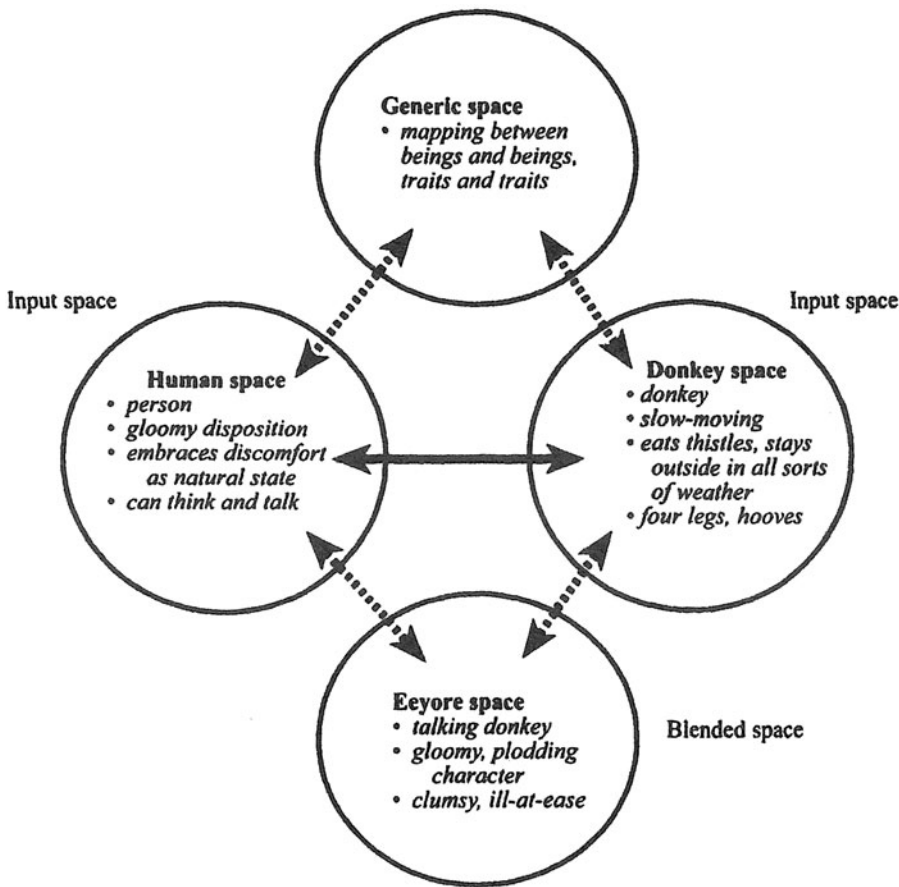 Generic space
• mapping between
beings and beings,
traits and traits
Input space
Input space
Human space
• person
• gloomy disposition
• embraces discomfort
as natural state
• can think and talk
Donkey space
• donkey
• slow-moving
• eats thistles, stays
outside in all sorts
of weather
• four legs, hooves
Eeyore space
• talking donkey
• gloomy, plodding
character
• clumsy, ill-at-ease
Blended space